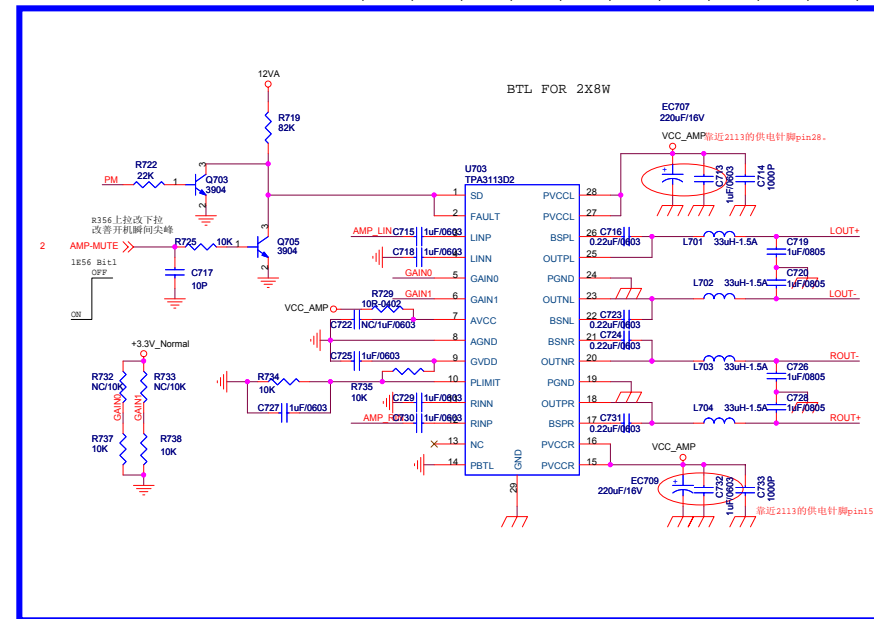 BTL FOR 2X8W
12VA
R719
82K
PM
R722
22K
1
3
2
Q703
3904
R356上拉改下拉
改善开机瞬间尖峰
2
AMP-MUTE
R725
10K
1
3
2
Q705
3904
1E56 Bit1
OFF
ON
C717
10P
+3.3V_Normal
R732
NC/10K
R733
NC/10K
GAIN0
GAIN1
R737
10K
R738
10K
U703
TPA3113D2
1 SD
2 FAULT
LINP
LINN
5 GAIN0
6 GAIN1
7 AVCC
8 AGND
9 GVDD
10 PLIMIT
RINN
12 RINP
13 NC
14 PBTL
GND
29
PVCCL 28
PVCCL 27
BSPL 26
OUTPL 25
PGND 24
OUTNL 23
BSNL 22
BSNR 21
OUTNR 20
PGND 19
OUTPR 18
BSPR 17
PVCCR 16
PVCCR 15
AMP_LIN
C715
1uF/0603
C718
1uF/0603
GAIN0
GAIN1
R729
10R-0402
VCC_AMP
C722
NC/1uF/0603
C725
1uF/0603
R734
10K
R735
10K
C727
1uF/0603
C729
1uF/0603
C730
1uF/0603
EC707
220uF/16V
VCC_AMP
靠近2113的供电针脚pin28。
C713
1uF/0603
C714
1000P
C716
0.22uF/0603
L701
33uH-1.5A
C719
1uF/0805
LOUT+
C720
1uF/0805
L702
33uH-1.5A
LOUT-
C723
0.22uF/0603
C724
0.22uF/0603
L703
33uH-1.5A
C726
1uF/0805
ROUT-
C728
1uF/0805
L704
33uH-1.5A
ROUT+
C731
0.22uF/0603
VCC_AMP
EC709
220uF/16V
C732
1uF/0603
C733
1000P
靠近2113的供电针脚pin15